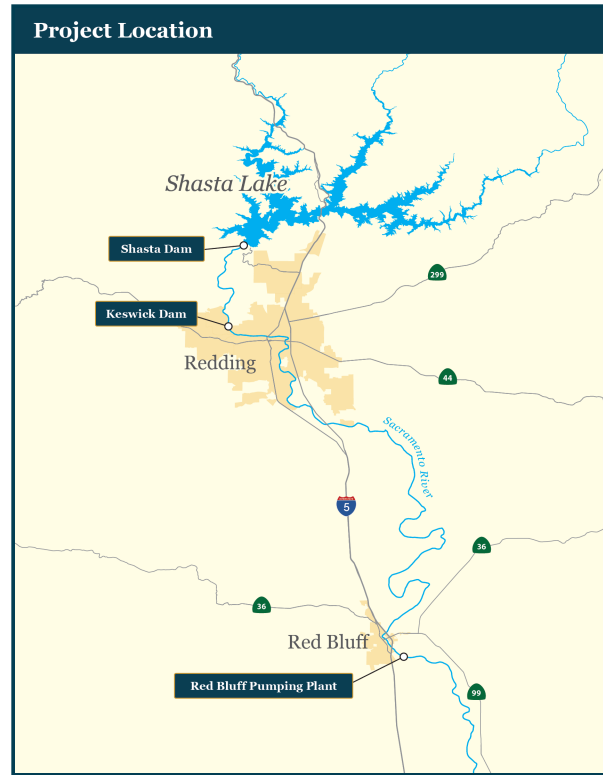 Project Location
Shasta Lake
Shasta Dam
299
Keswick Dam
Redding
44
Sacramento River
5
36
36
Red Bluff
Red Bluff Pumping Plant
99